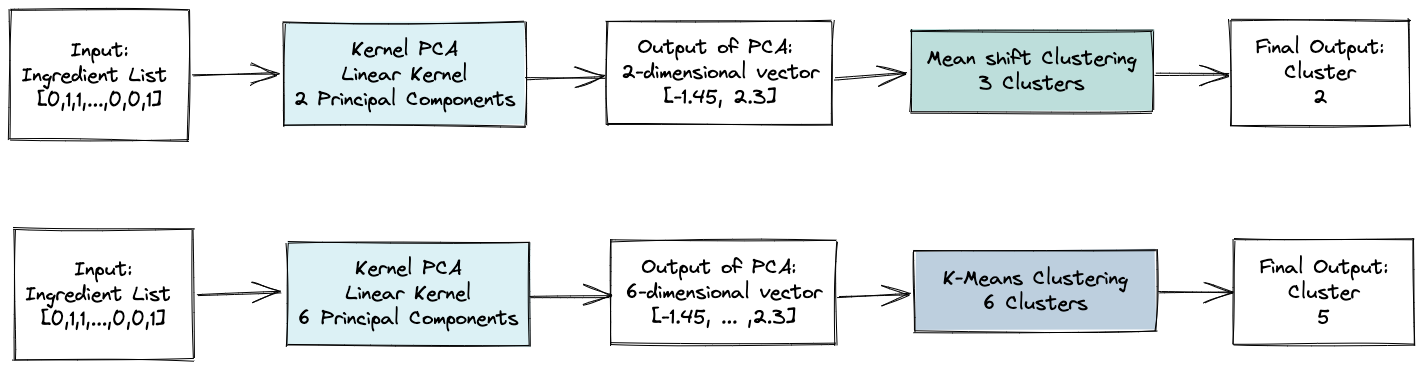 Input:
Ingredient List
[0,1,1,...,0,0,1]
Kernel PCA
Linear Kernel
2 Principal Components
Output of PCA:
2-dimensional vector
[-1.45, 2.3]
Mean shift Clustering
3 Clusters
Final Output:
Cluster
2
Input:
Ingredient List
[0,1,1,...,0,0,1]
Kernel PCA
Linear Kernel
6 Principal Components
Output of PCA:
6-dimensional vector
[-1.45, ... ,2.3]
K-Means Clustering
6 Clusters
Final Output:
Cluster
5